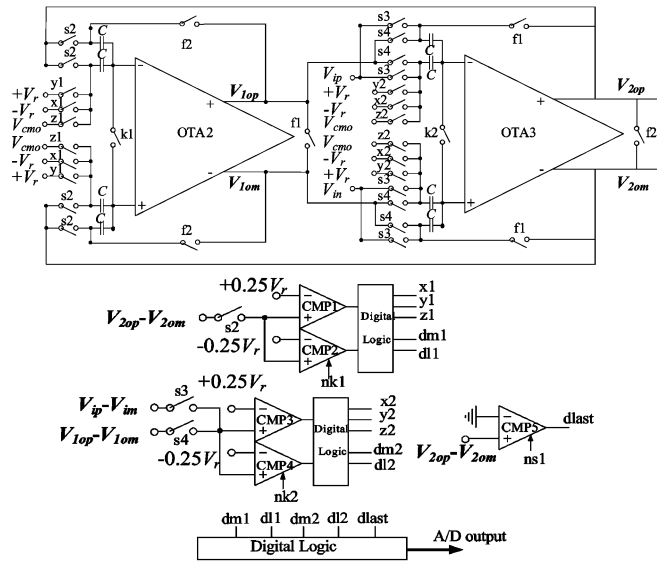 s2 C f2 s3 s4 C f1
s2 C s4 C
V1op s3 V2op
+Vr y1 Vip +Vr y2
-Vr x1 -Vr x2
Vcmo z1 k1 OTA2 f1 Vcmo z2 k2 OTA3 f2
Vcmo z1 Vcmo z2
-Vr x1 -Vr x2
+Vr y1 +Vr y2
V1om Vin s3 V2om
s2 C s4 C
s2 C f2 s4 C
s3 f1
+ - + -
- + - +
+0.25Vr − CMP1 x1
+ y1
V2op-V2om s2 Digital z1
-0.25Vr − CMP2 Logic dm1
+ dl1
nk1
+0.25Vr
Vip-Vim s3 − CMP3 x2
+ y2
V1op-V1om s4 Digital z2
-0.25Vr − CMP4 Logic dm2
+ dl2
nk2
− CMP5 dlast
V2op-V2om +
ns1
dm1 dl1 dm2 dl2 dlast
Digital Logic A/D output